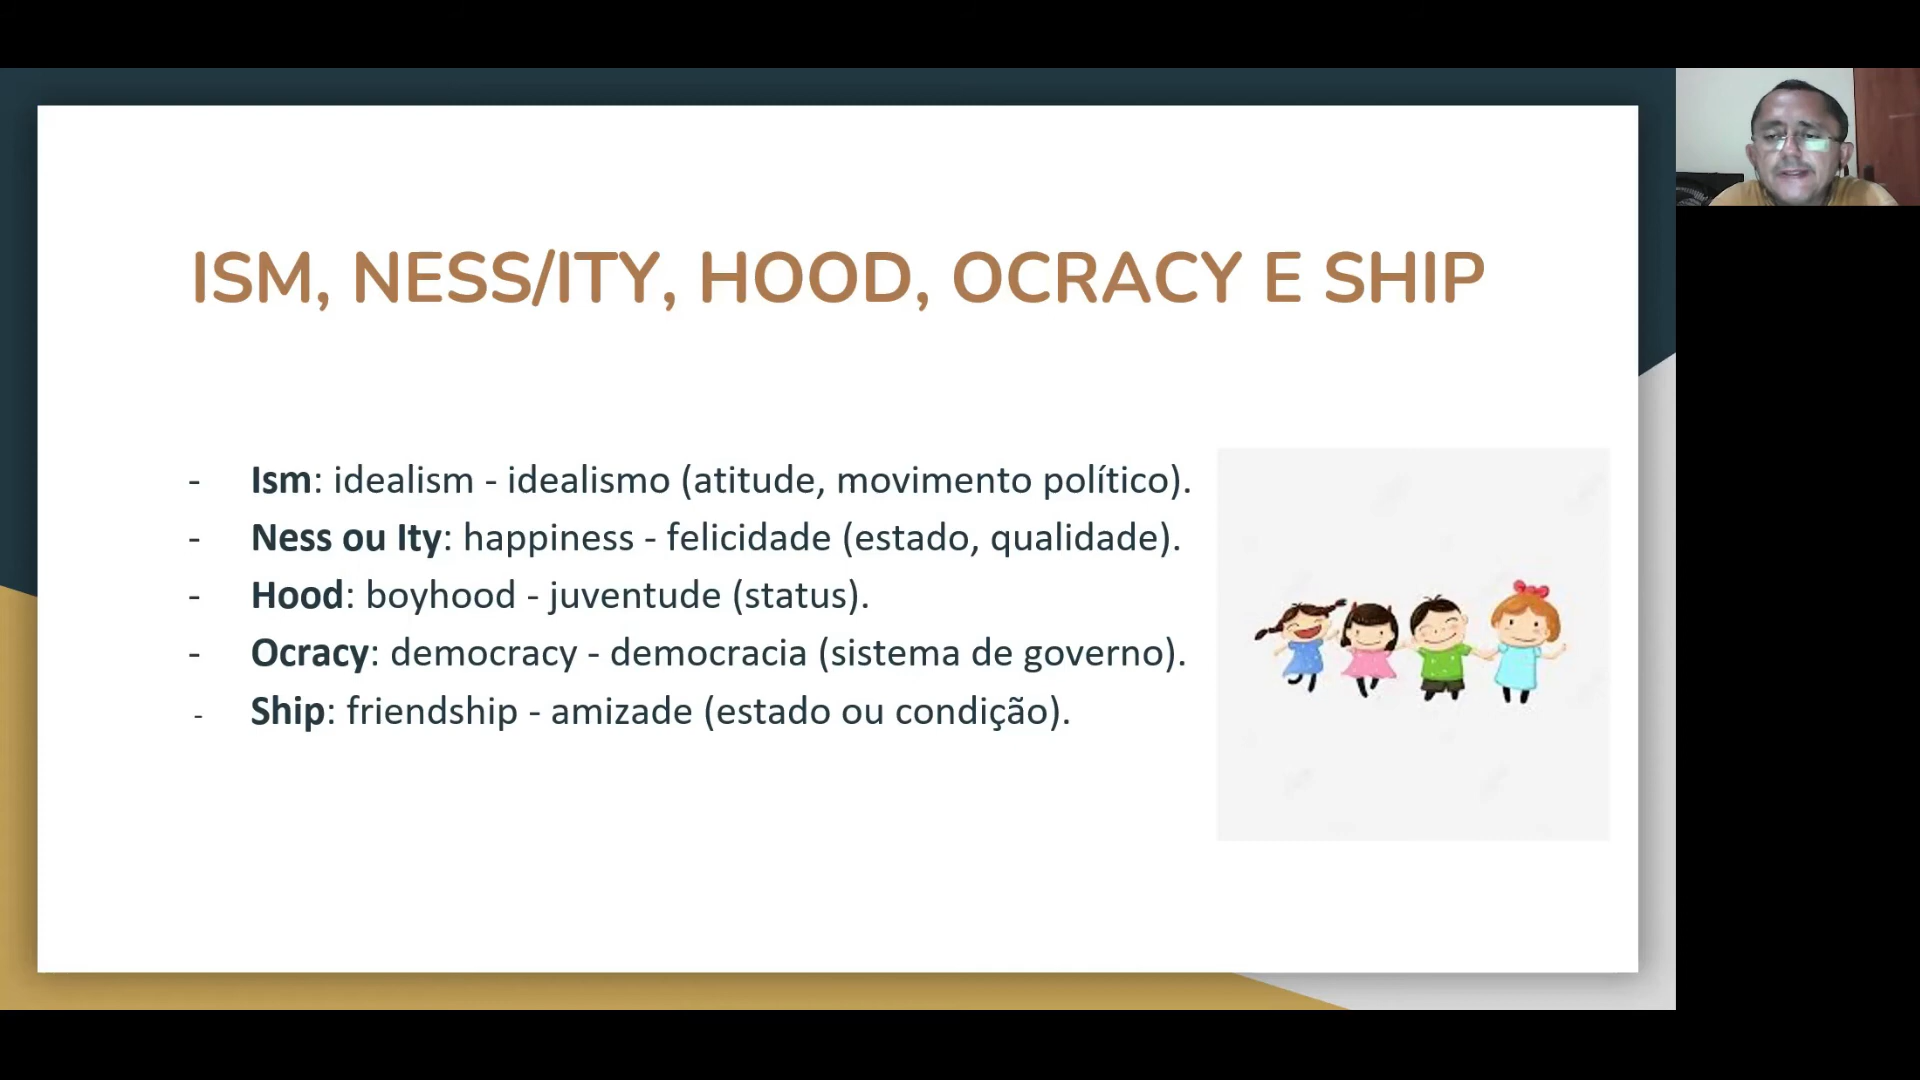 ISM, NESS/ITY, HOOD, OCRACY E SHIP
- Ism: idealism - idealismo (atitude, movimento político).
- Ness ou Ity: happiness - felicidade (estado, qualidade).
- Hood: boyhood - juventude (status).
- Ocracy: democracy - democracia (sistema de governo).
- Ship: friendship - amizade (estado ou condição).